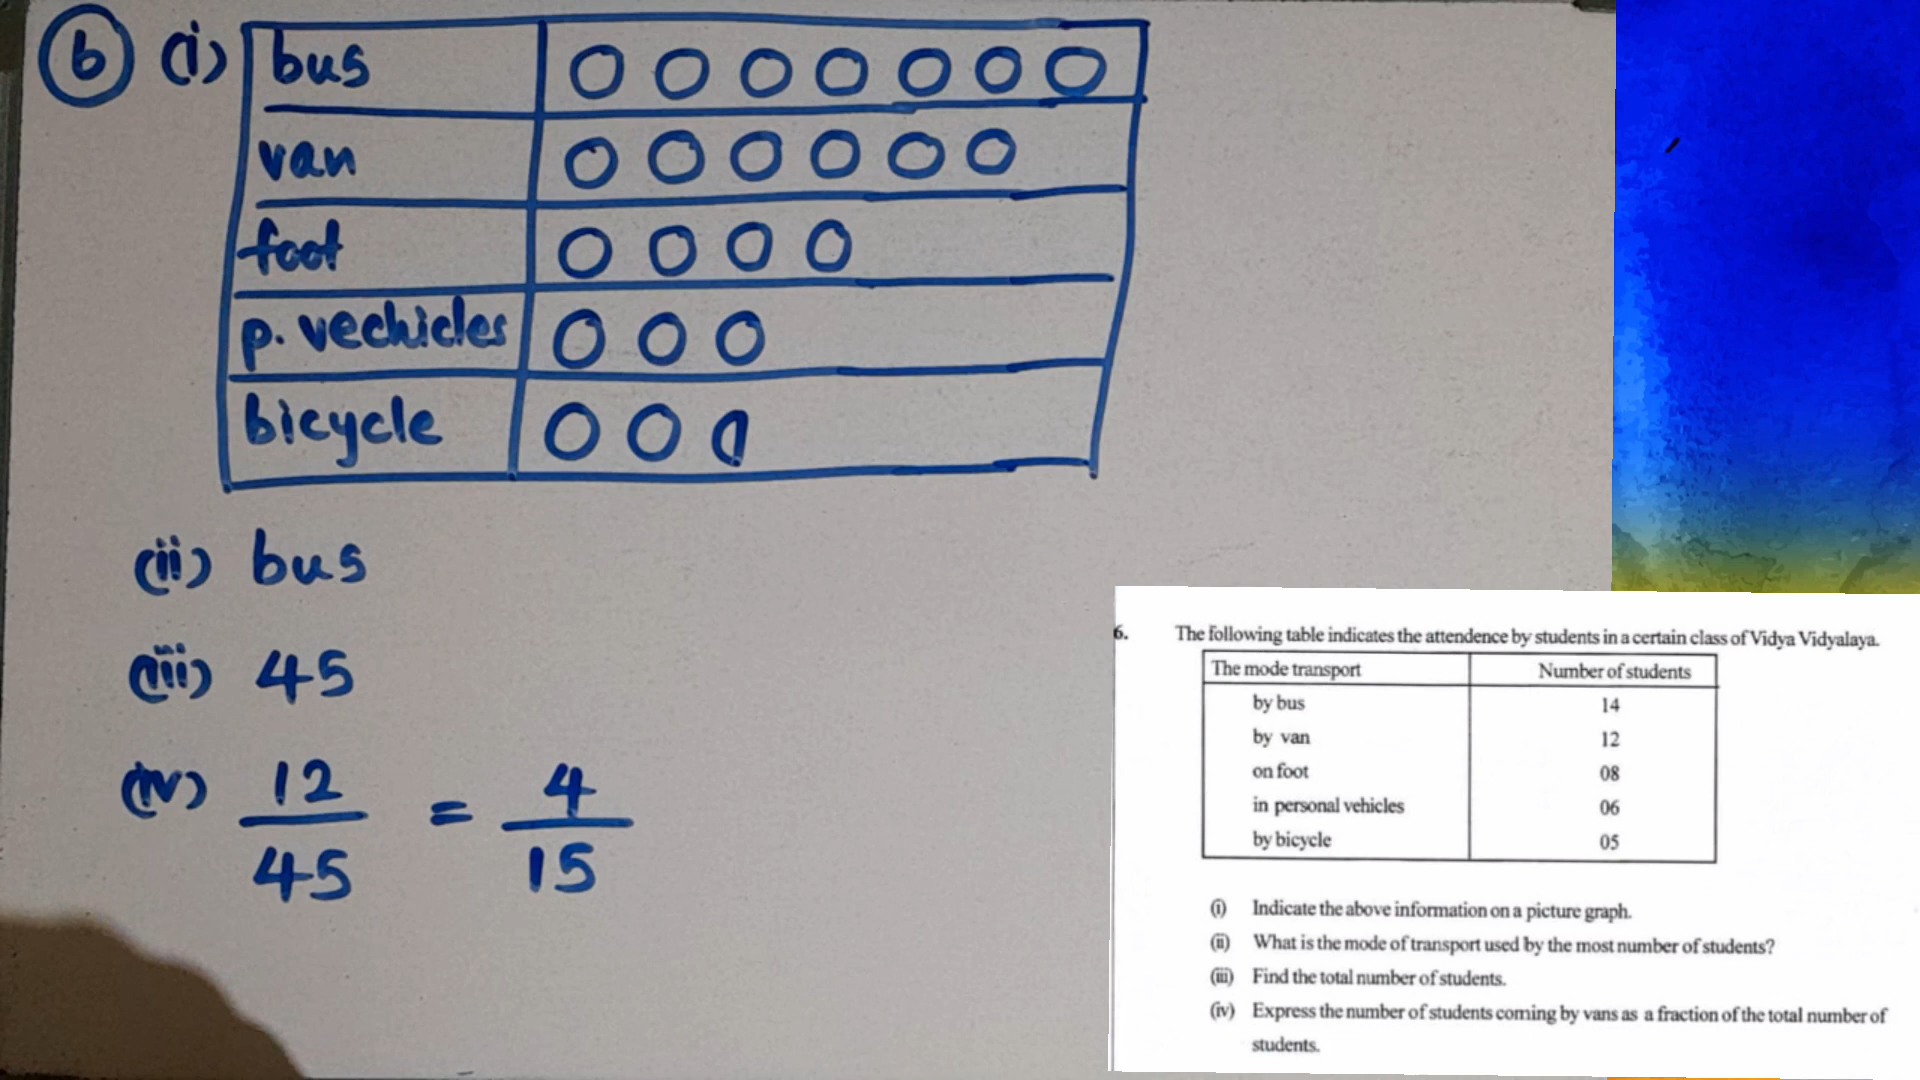 6 (i) bus
van
foot
p. vechicles
bicycle
(ii) bus
(iii) 45
(iv) 12/45 = 4/15
6. The following table indicates the attendence by students in a certain class of Vidya Vidyalaya.
The mode transport Number of students
by bus 14
by van 12
on foot 08
in personal vehicles 06
by bicycle 05
(i) Indicate the above information on a picture graph.
(ii) What is the mode of transport used by the most number of students?
(iii) Find the total number of students.
(iv) Express the number of students coming by vans as a fraction of the total number of
students.